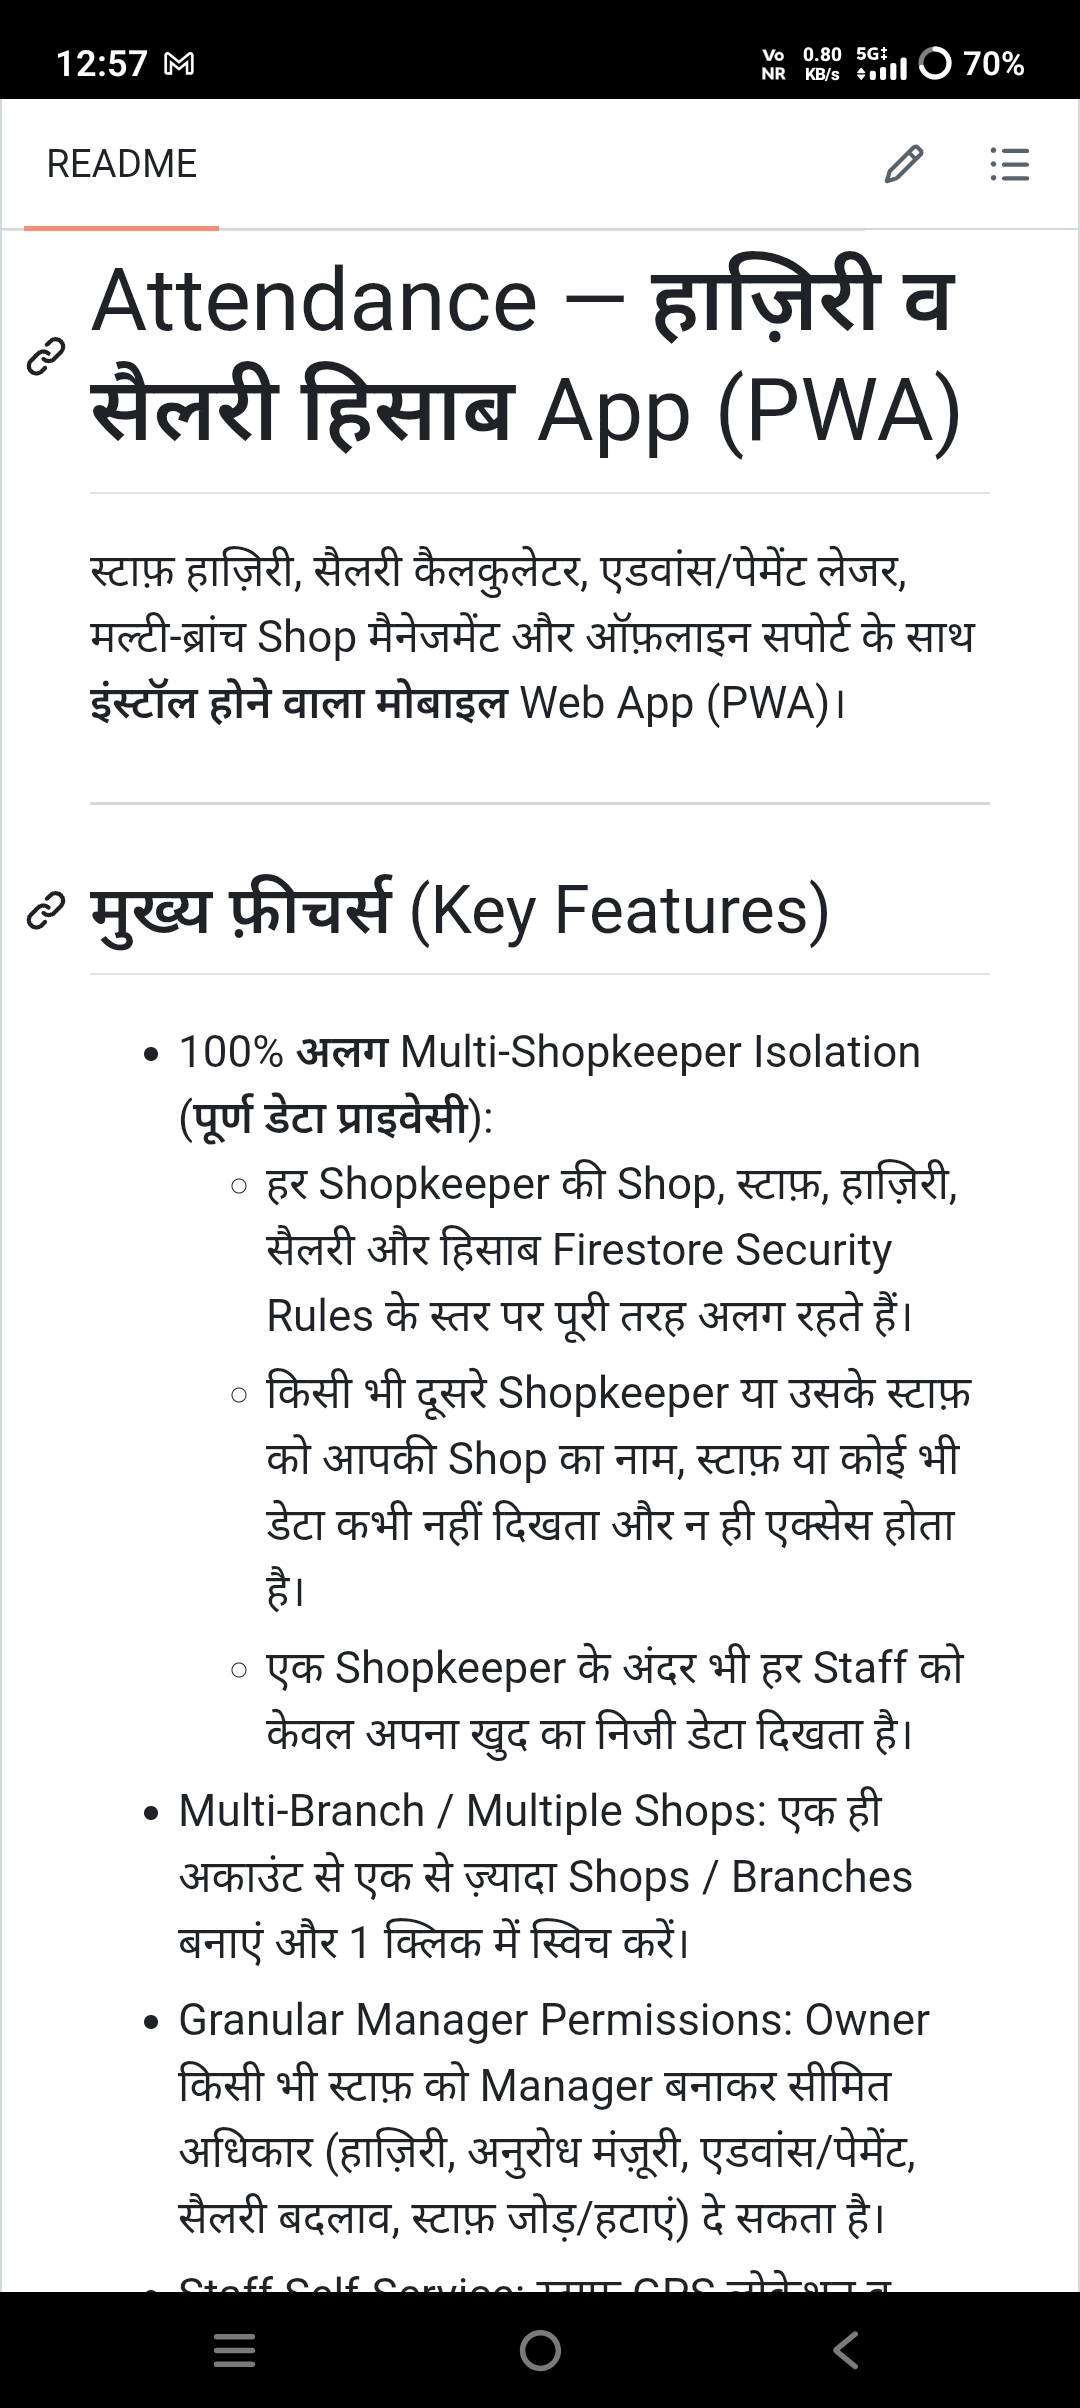 12:57
Vo NR 0.80 KB/s 5G 70%
README
Attendance — हाज़िरी व
सैलरी हिसाब App (PWA)
स्टाफ़ हाज़िरी, सैलरी कैलकुलेटर, एडवांस/पेमेंट लेजर,
मल्टी-ब्रांच Shop मैनेजमेंट और ऑफ़लाइन सपोर्ट के साथ
इंस्टॉल होने वाला मोबाइल Web App (PWA)।
मुख्य फ़ीचर्स (Key Features)
100% अलग Multi-Shopkeeper Isolation
(पूर्ण डेटा प्राइवेसी):
हर Shopkeeper की Shop, स्टाफ़, हाज़िरी,
सैलरी और हिसाब Firestore Security
Rules के स्तर पर पूरी तरह अलग रहते हैं।
किसी भी दूसरे Shopkeeper या उसके स्टाफ़
को आपकी Shop का नाम, स्टाफ़ या कोई भी
डेटा कभी नहीं दिखता और न ही एक्सेस होता
है।
एक Shopkeeper के अंदर भी हर Staff को
केवल अपना खुद का निजी डेटा दिखता है।
Multi-Branch / Multiple Shops: एक ही
अकाउंट से एक से ज़्यादा Shops / Branches
बनाएं और 1 क्लिक में स्विच करें।
Granular Manager Permissions: Owner
किसी भी स्टाफ़ को Manager बनाकर सीमित
अधिकार (हाज़िरी, अनुरोध मंज़ूरी, एडवांस/पेमेंट,
सैलरी बदलाव, स्टाफ़ जोड़/हटाएं) दे सकता है।
Staff Self-Service: स्टाफ़ GPS लोकेशन व